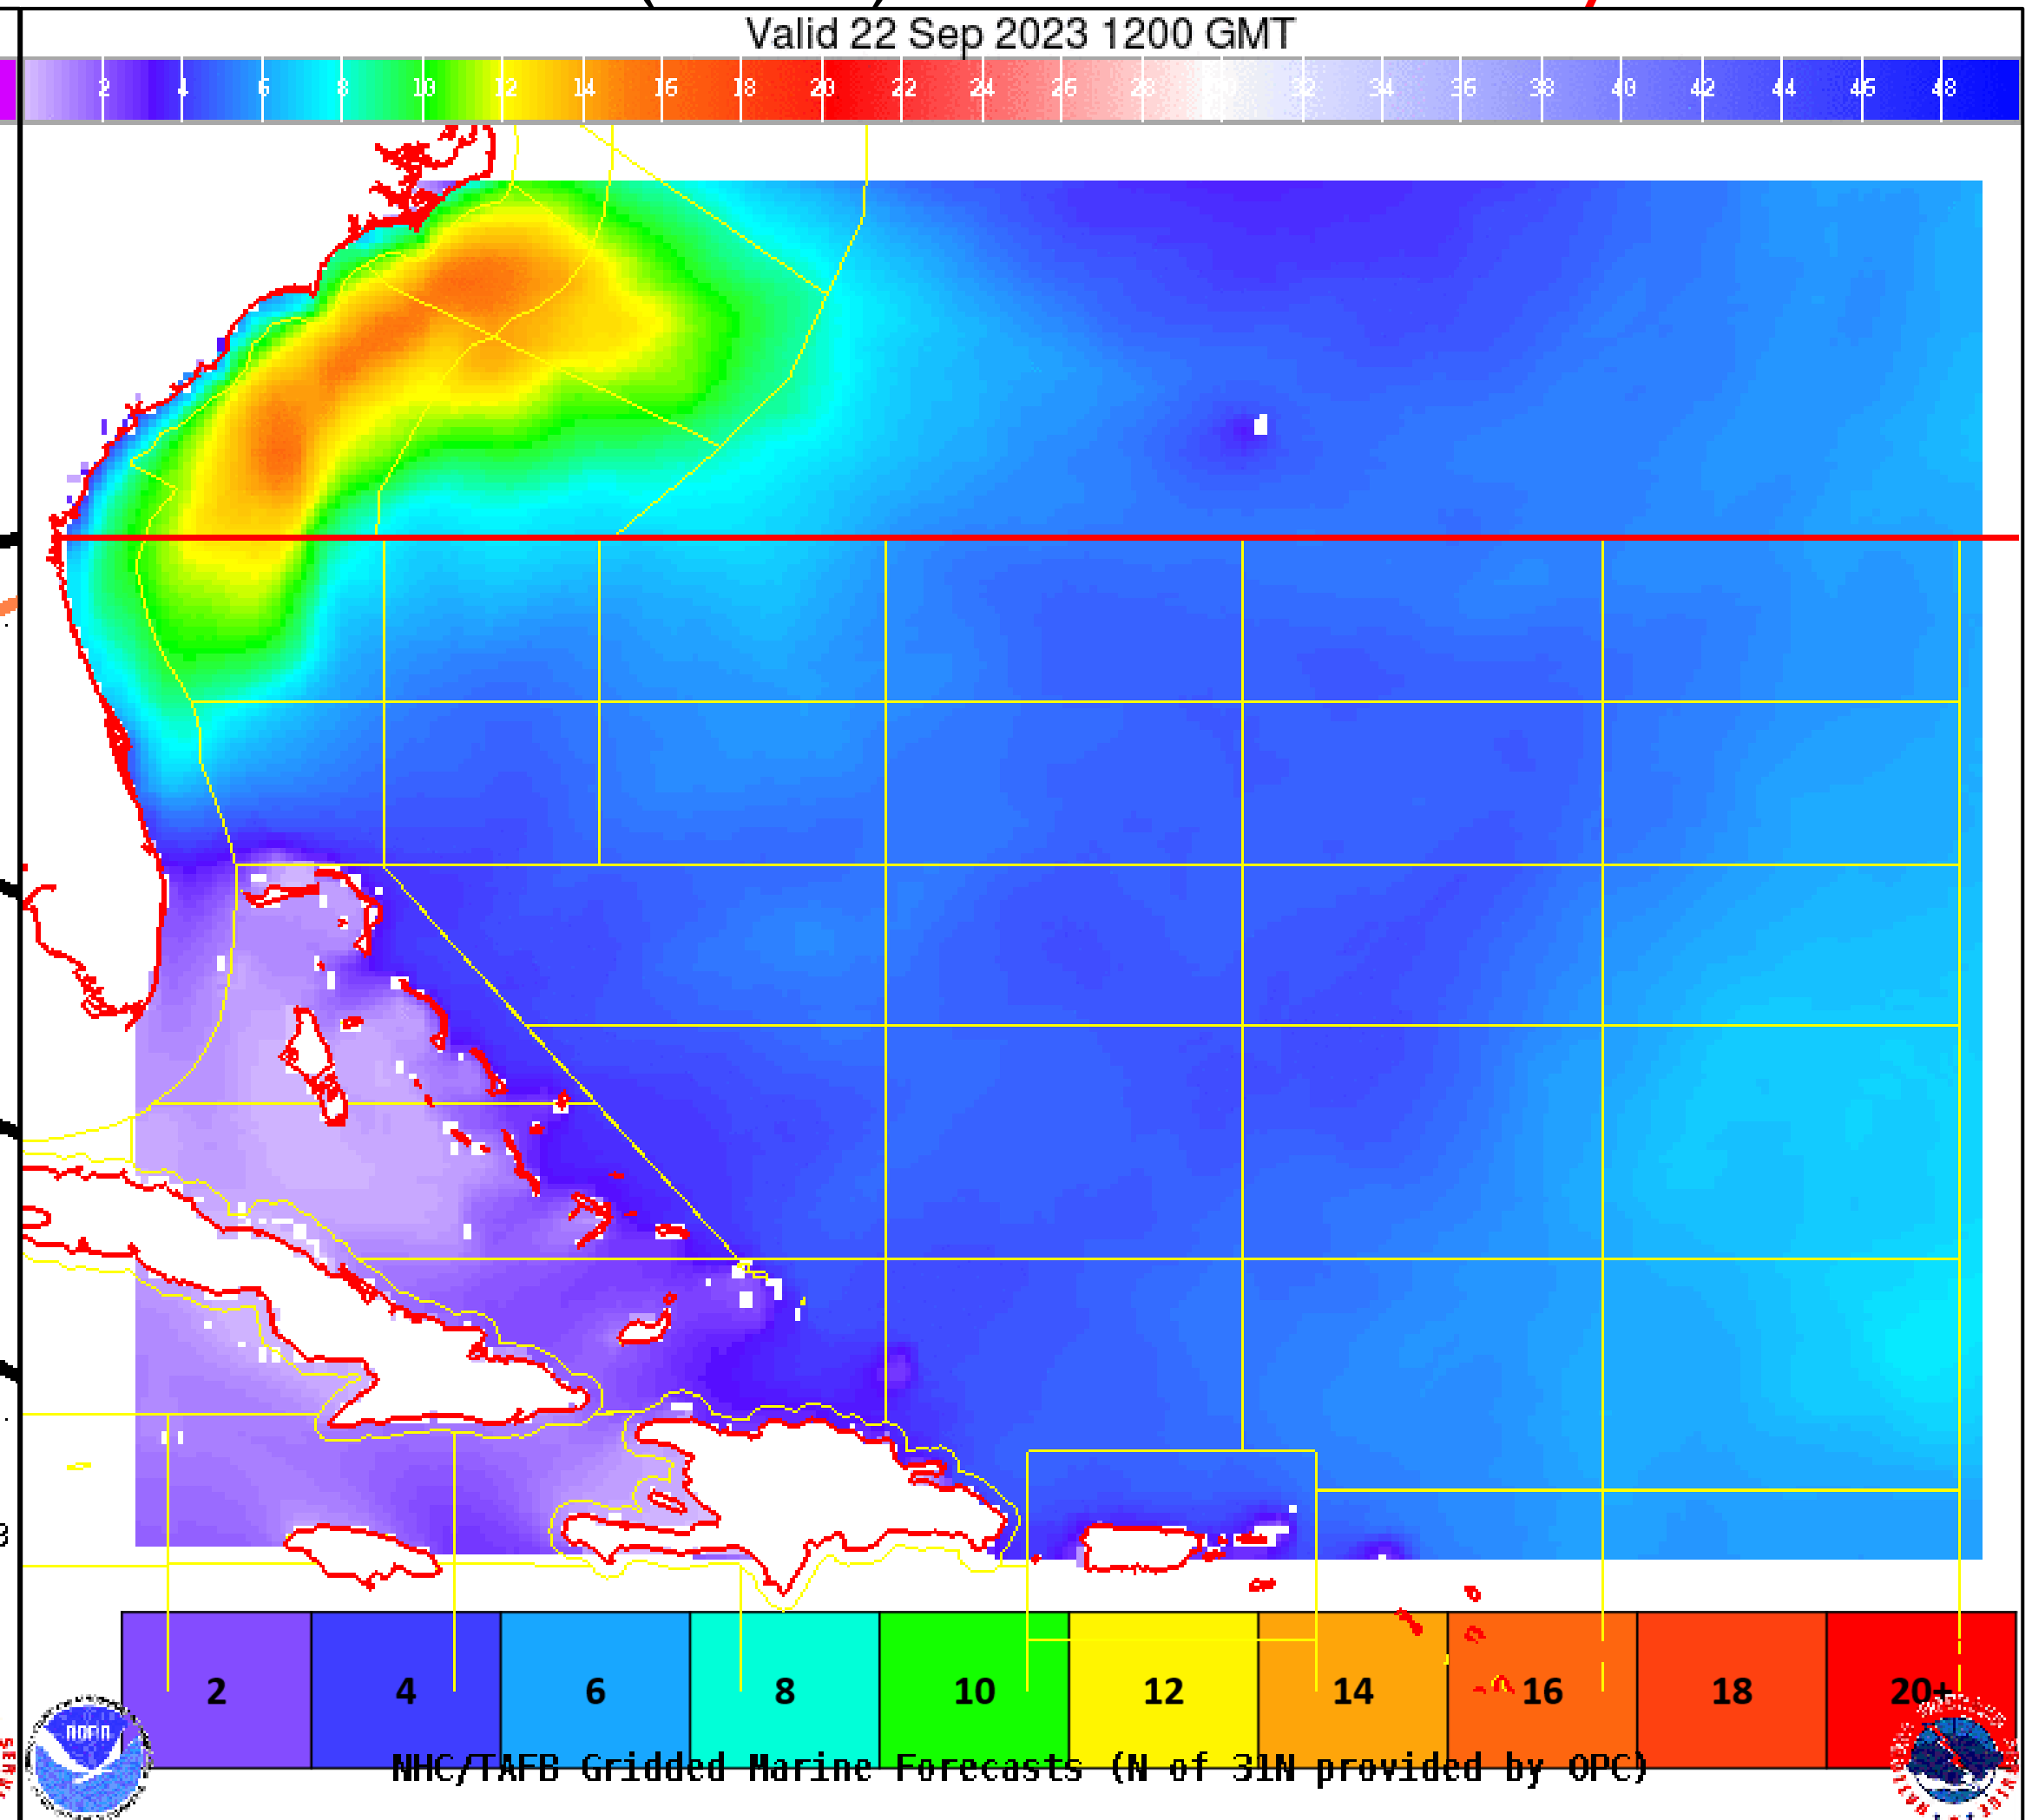 Valid 22 Sep 2023 1200 GMT
2 4 6 8 10 12 14 16 18 20 22 24 26 28 30 32 34 36 38 40 42 44 46 48
2 4 6 8 10 12 14 16 18 20+
NOAA
NHC/TAFB Gridded Marine Forecasts (N of 31N provided by OPC)